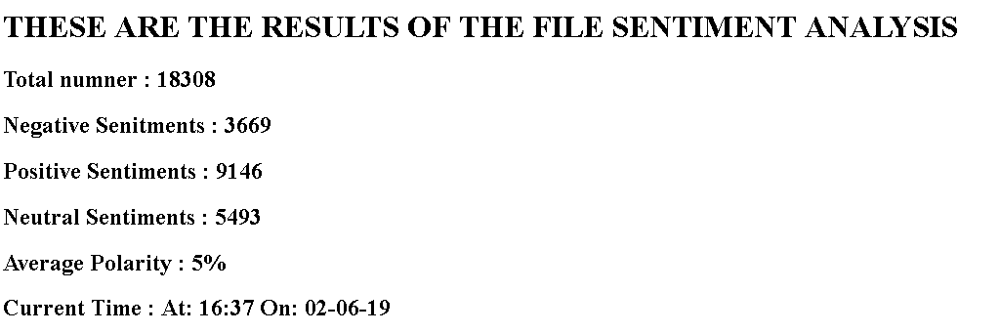 THESE ARE THE RESULTS OF THE FILE SENTIMENT ANALYSIS
Total numner : 18308
Negative Senitments : 3669
Positive Sentiments : 9146
Neutral Sentiments : 5493
Average Polarity : 5%
Current Time : At: 16:37 On: 02-06-19